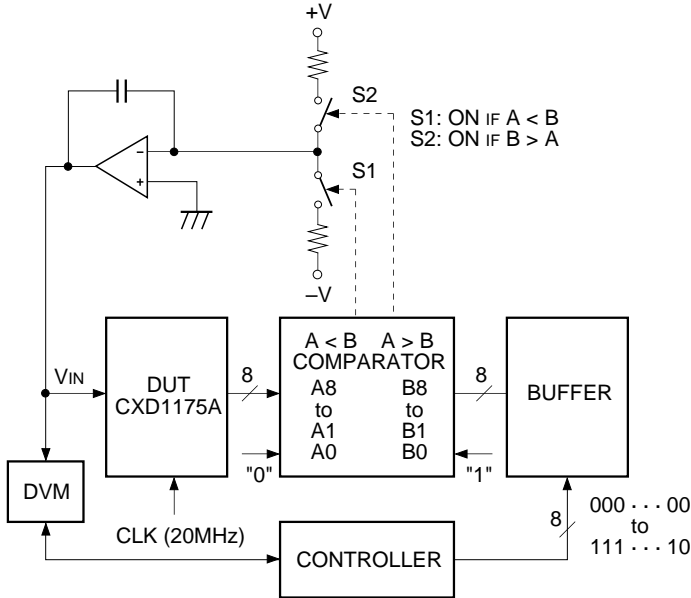 +V
S2
S1: ON IF A < B
S2: ON IF B > A
–
+
S1
–V
A < B A > B
COMPARATOR
A8 B8
to to
A1 B1
A0 B0
VIN
DUT
CXD1175A
8
8
BUFFER
"0"
"1"
DVM
CLK (20MHz)
CONTROLLER
8
000 · · · 00
to
111 · · · 10